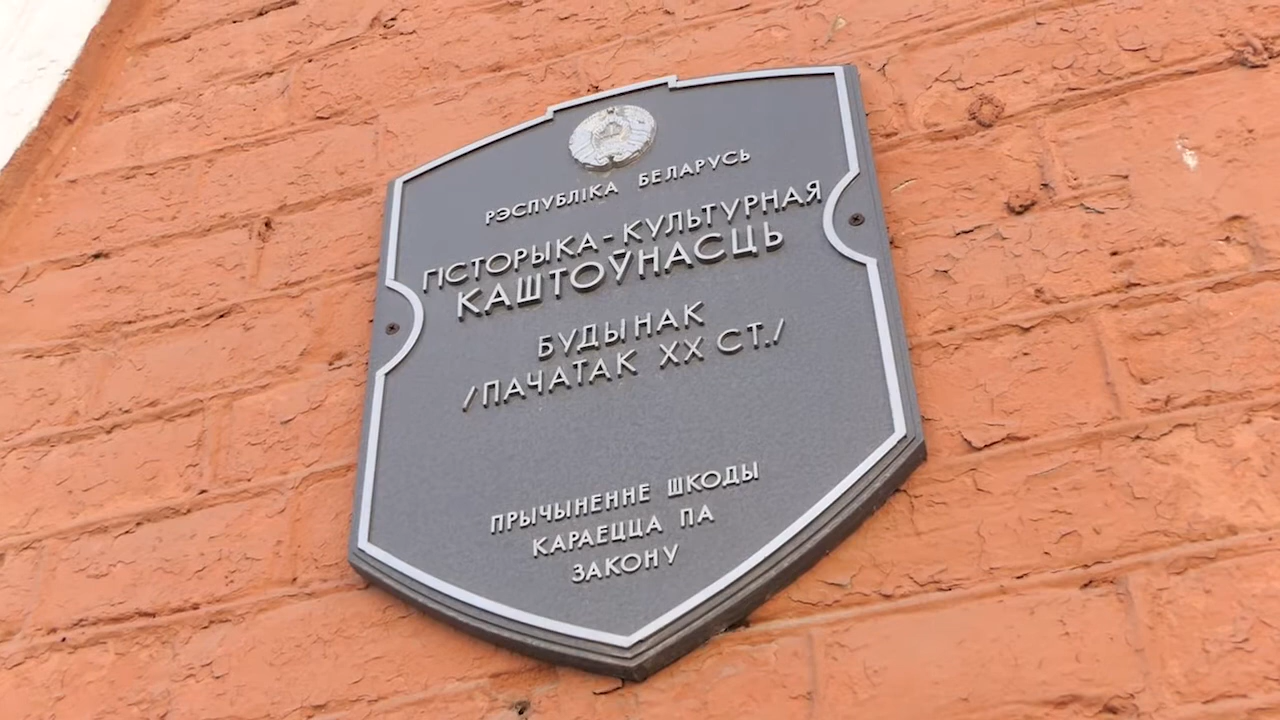 РЭСПУБЛІКА БЕЛАРУСЬ
ГІСТОРЫКА-КУЛЬТУРНАЯ
КАШТОЎНАСЦЬ
БУДЫНАК
/ПАЧАТАК XX СТ./
ПРЫЧЫНЕННЕ ШКОДЫ
КАРАЕЦЦА ПА
ЗАКОНУ